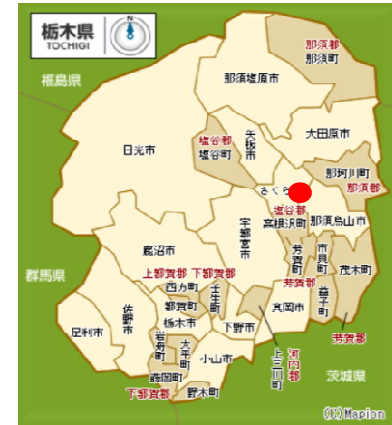 栃木県
TOCHIGI
福島県
那須郡
那須町
那須塩原市
塩谷郡
塩谷町
矢板市
大田原市
日光市
那珂川町
那須郡
さくら
塩谷郡
高根沢町
那須烏山市
宇都宮市
鹿沼市
上都賀郡 下都賀郡
西方町
壬生町
都賀町
栃木市
芳賀町
市貝町
茂木町
芳賀郡
益子町
真岡市
群馬県
佐野市
足利市
岩舟町
大平町
藤岡町
小山市
下野市
上三川町
河内郡
芳賀郡
下都賀郡
野木町
茨城県
(C)Mapion